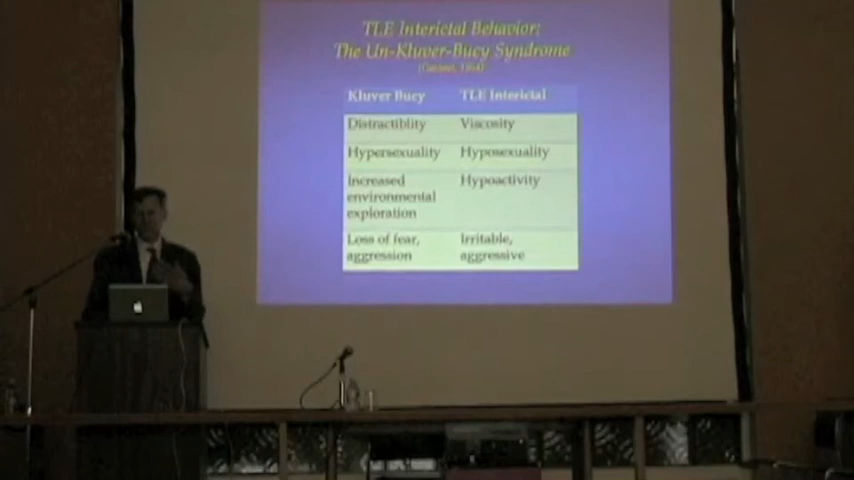 TLE Interictal Behavior:
The Un-Kluver-Bucy Syndrome
Kluver Bucy TLE Interictal
Distractiblity Viscosity
Hypersexuality Hyposexuality
Increased Hypoactivity
environmental
exploration
Loss of fear, Irritable,
aggression aggressive